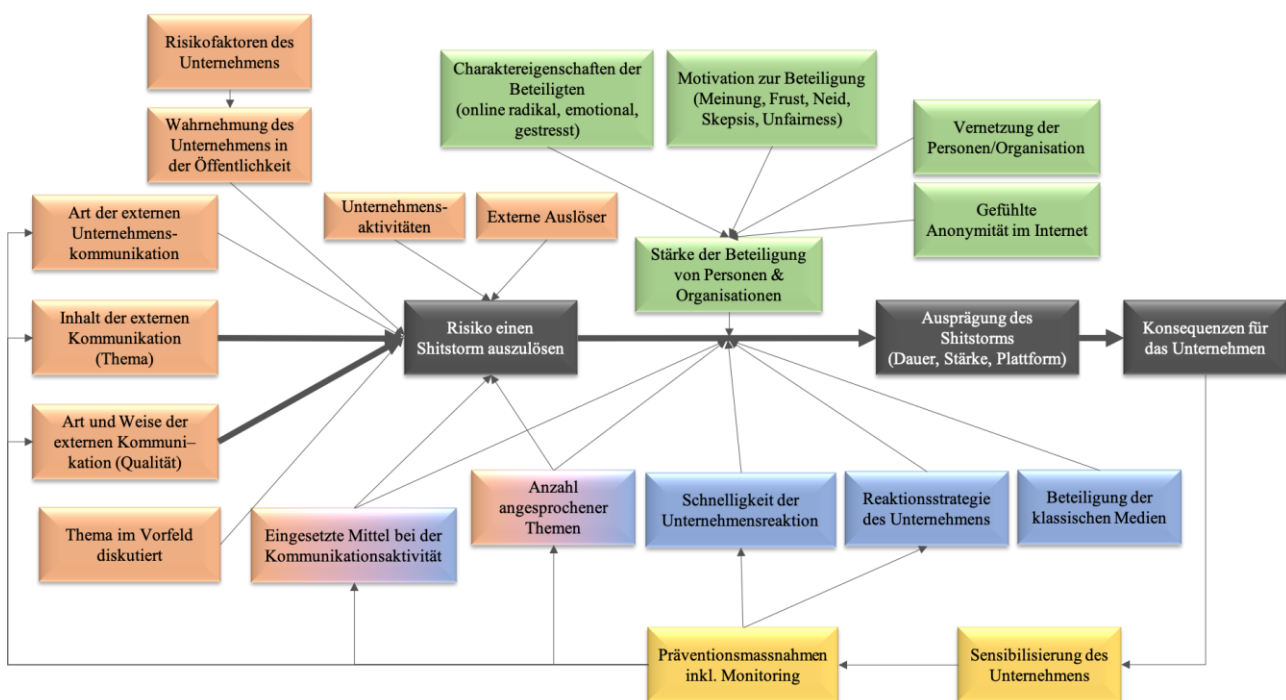 Risikofaktoren des
Unternehmens
Wahrnehmung des
Unternehmens in
der Öffentlichkeit
Charaktereigenschaften der
Beteiligten
(online radikal, emotional,
gestresst)
Motivation zur Beteiligung
(Meinung, Frust, Neid,
Skepsis, Unfairness)
Vernetzung der
Personen/Organisation
Gefühlte
Anonymität im Internet
Art der externen
Unternehmens-
kommunikation
Unternehmens-
aktivitäten
Externe Auslöser
Stärke der Beteiligung
von Personen &
Organisationen
Inhalt der externen
Kommunikation
(Thema)
Risiko einen
Shitstorm auszulösen
Ausprägung des
Shitstorms
(Dauer, Stärke, Plattform)
Konsequenzen für
das Unternehmen
Art und Weise der
externen Kommuni–
kation (Qualität)
Thema im Vorfeld
diskutiert
Eingesetzte Mittel bei der
Kommunikationsaktivität
Anzahl
angesprochener
Themen
Schnelligkeit der
Unternehmensreaktion
Reaktionsstrategie
des Unternehmens
Beteiligung der
klassischen Medien
Präventionsmassnahmen
inkl. Monitoring
Sensibilisierung des
Unternehmens